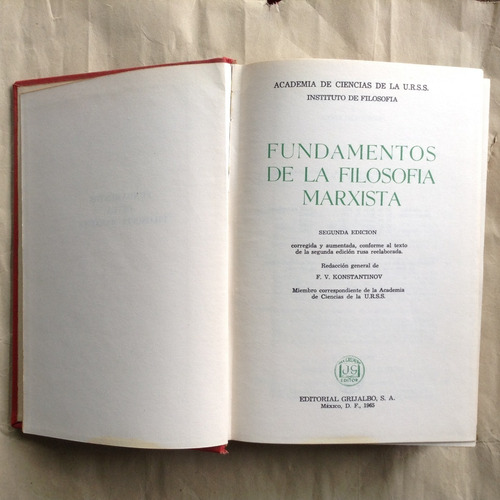 ACADEMIA DE CIENCIAS DE LA U.R.S.S.
INSTITUTO DE FILOSOFIA
FUNDAMENTOS
DE LA FILOSOFIA
MARXISTA
SEGUNDA EDICION
corregida y aumentada, conforme al texto
de la segunda edición rusa reelaborada.
Redacción general de
F. V. KONSTANTINOV
Miembro correspondiente de la Academia
de Ciencias de la U.R.S.S.
JG
EDITOR
EDITORIAL GRIJALBO, S. A.
México, D. F., 1965